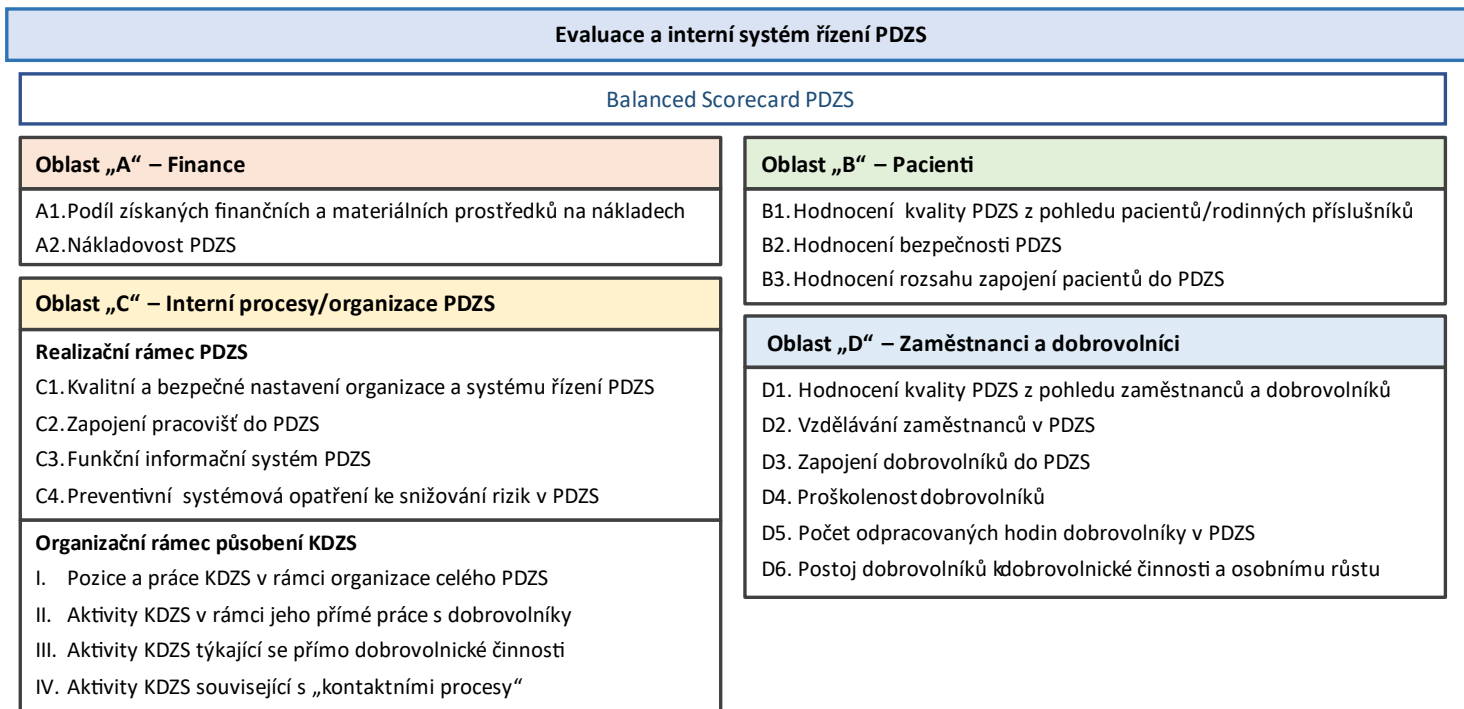 Evaluace a interní systém řízení PDZS
Balanced Scorecard PDZS
Oblast „A“ – Finance
A1.Podíl získaných finančních a materiálních prostředků na nákladech
A2.Nákladovost PDZS
Oblast „C“ – Interní procesy/organizace PDZS
Realizační rámec PDZS
C1.Kvalitní a bezpečné nastavení organizace a systému řízení PDZS
C2.Zapojení pracovišť do PDZS
C3.Funkční informační systém PDZS
C4.Preventivní systémová opatření ke snižování rizik v PDZS
Organizační rámec působení KDZS
I. Pozice a práce KDZS v rámci organizace celého PDZS
II. Aktivity KDZS v rámci jeho přímé práce s dobrovolníky
III. Aktivity KDZS týkající se přímo dobrovolnické činnosti
IV. Aktivity KDZS související s „kontaktními procesy“
Oblast „B“ – Pacienti
B1.Hodnocení kvality PDZS z pohledu pacientů/rodinných příslušníků
B2.Hodnocení bezpečnosti PDZS
B3.Hodnocení rozsahu zapojení pacientů do PDZS
Oblast „D“ – Zaměstnanci a dobrovolníci
D1. Hodnocení kvality PDZS z pohledu zaměstnanců a dobrovolníků
D2. Vzdělávání zaměstnanců v PDZS
D3. Zapojení dobrovolníků do PDZS
D4. Proškolenost dobrovolníků
D5. Počet odpracovaných hodin dobrovolníky v PDZS
D6. Postoj dobrovolníků kdobrovolnické činnosti a osobnímu růstu